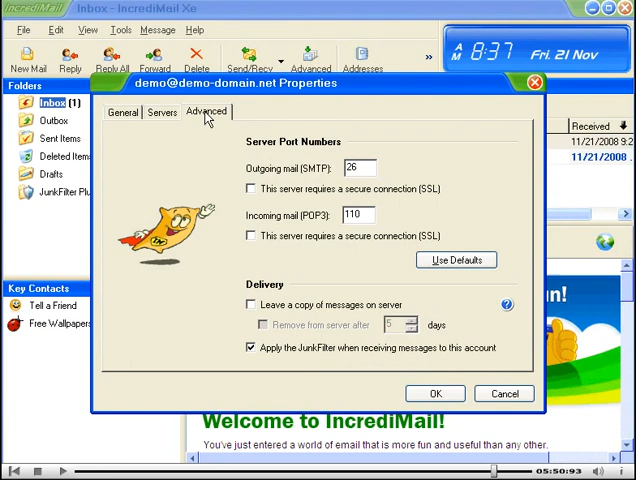 IncrediMail
Inbox - IncrediMail Xe
File Edit View Tools Message Help
New Mail Reply Reply All Forward Delete Send/Recv Advanced Addresses
»
AM 8:37 Fri. 21 Nov
Folders
Inbox (1)
Outbox
Sent Items
Deleted Items
Drafts
JunkFilter Plu
Key Contacts
Tell a Friend
Free Wallpapers
Received
11/21/2008 9
11/21/2008 8
demo@demo-domain.net Properties
General Servers Advanced
Server Port Numbers
Outgoing mail (SMTP): 26
This server requires a secure connection (SSL)
Incoming mail (POP3): 110
This server requires a secure connection (SSL)
Use Defaults
Delivery
Leave a copy of messages on server
Remove from server after 5 days
Apply the JunkFilter when receiving messages to this account
OK Cancel
un!
Welcome to IncrediMail!
You've just entered a world of email that is more fun and useful than any other.
05:50:93